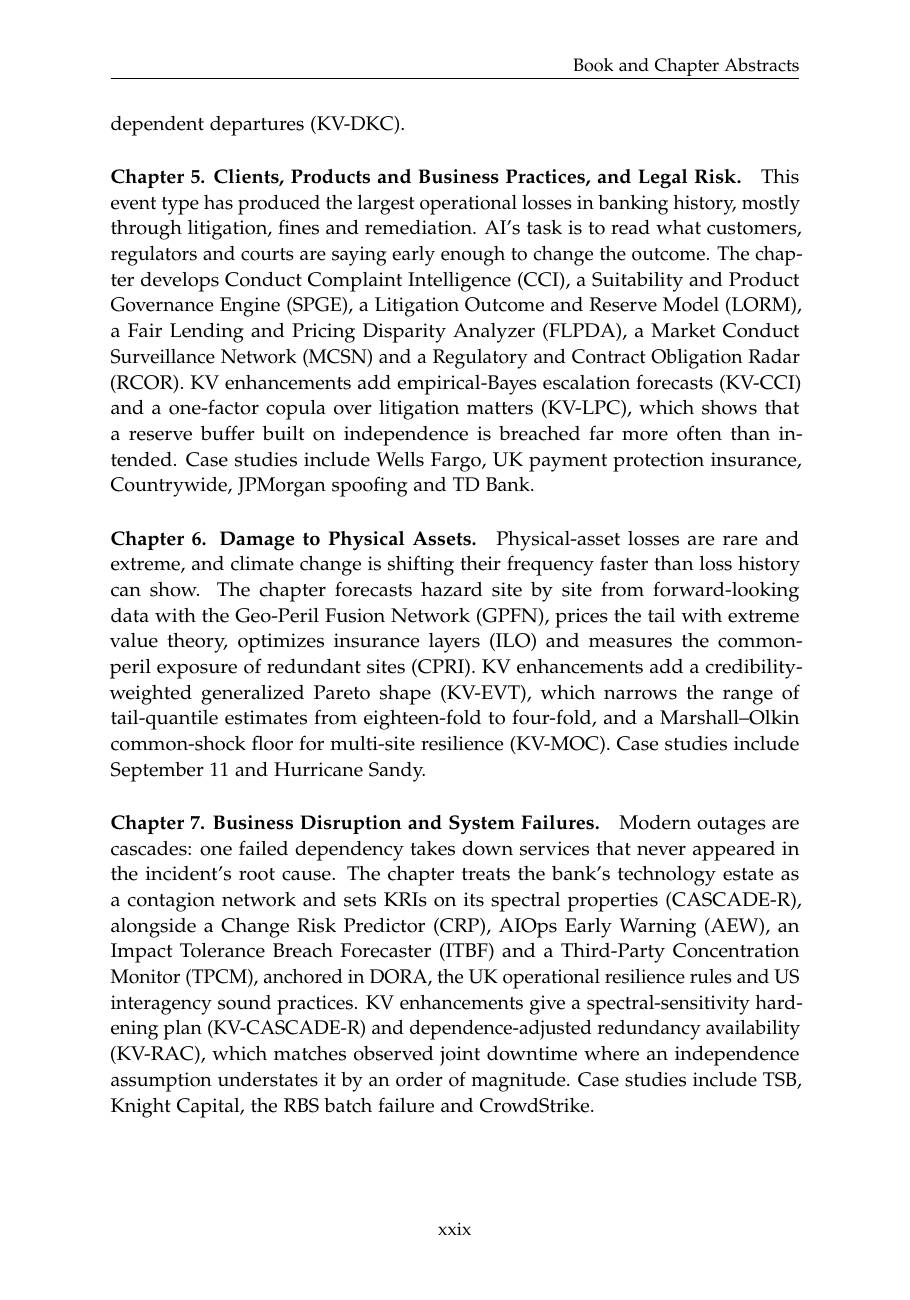 Book and Chapter Abstracts
dependent departures (KV-DKC).
Chapter 5. Clients, Products and Business Practices, and Legal Risk. This
event type has produced the largest operational losses in banking history, mostly
through litigation, fines and remediation. AI's task is to read what customers,
regulators and courts are saying early enough to change the outcome. The chap-
ter develops Conduct Complaint Intelligence (CCI), a Suitability and Product
Governance Engine (SPGE), a Litigation Outcome and Reserve Model (LORM),
a Fair Lending and Pricing Disparity Analyzer (FLPDA), a Market Conduct
Surveillance Network (MCSN) and a Regulatory and Contract Obligation Radar
(RCOR). KV enhancements add empirical-Bayes escalation forecasts (KV-CCI)
and a one-factor copula over litigation matters (KV-LPC), which shows that
a reserve buffer built on independence is breached far more often than in-
tended. Case studies include Wells Fargo, UK payment protection insurance,
Countrywide, JPMorgan spoofing and TD Bank.
Chapter 6. Damage to Physical Assets. Physical-asset losses are rare and
extreme, and climate change is shifting their frequency faster than loss history
can show. The chapter forecasts hazard site by site from forward-looking
data with the Geo-Peril Fusion Network (GPFN), prices the tail with extreme
value theory, optimizes insurance layers (ILO) and measures the common-
peril exposure of redundant sites (CPRI). KV enhancements add a credibility-
weighted generalized Pareto shape (KV-EVT), which narrows the range of
tail-quantile estimates from eighteen-fold to four-fold, and a Marshall–Olkin
common-shock floor for multi-site resilience (KV-MOC). Case studies include
September 11 and Hurricane Sandy.
Chapter 7. Business Disruption and System Failures. Modern outages are
cascades: one failed dependency takes down services that never appeared in
the incident's root cause. The chapter treats the bank's technology estate as
a contagion network and sets KRIs on its spectral properties (CASCADE-R),
alongside a Change Risk Predictor (CRP), AIOps Early Warning (AEW), an
Impact Tolerance Breach Forecaster (ITBF) and a Third-Party Concentration
Monitor (TPCM), anchored in DORA, the UK operational resilience rules and US
interagency sound practices. KV enhancements give a spectral-sensitivity hard-
ening plan (KV-CASCADE-R) and dependence-adjusted redundancy availability
(KV-RAC), which matches observed joint downtime where an independence
assumption understates it by an order of magnitude. Case studies include TSB,
Knight Capital, the RBS batch failure and CrowdStrike.
xxix